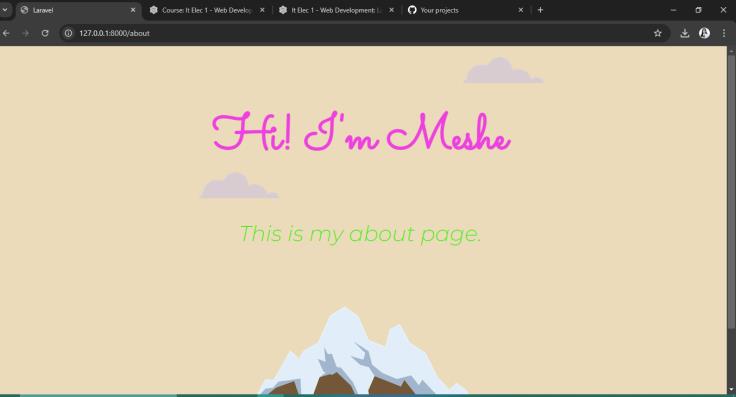 Laravel
Course: It Elec 1 - Web Develop
It Elec 1 - Web Development:
Your projects
127.0.0.1:8000/about
Hi! I'm Meshe
This is my about page.